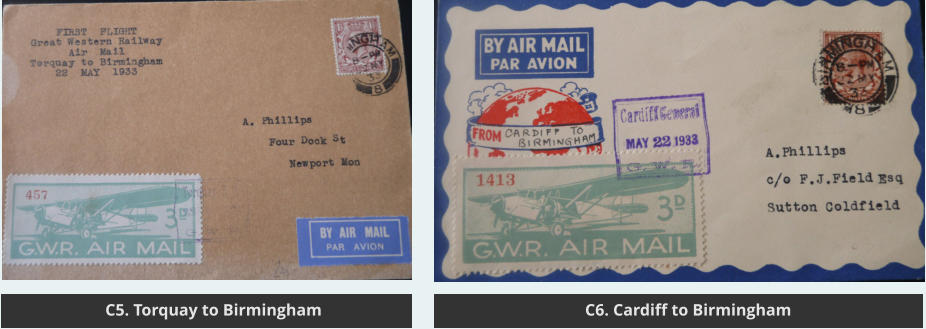 FIRST FLIGHT
Great Western Railway
Air Mail
Torquay to Birmingham
22 MAY 1933
A. Phillips
Four Dock St
Newport Mon
457
3D
G.W.R. AIR MAIL
BY AIR MAIL
PAR AVION
C5. Torquay to Birmingham
BY AIR MAIL
PAR AVION
FROM CARDIFF TO
BIRMINGHAM
Cardiff General
MAY 22 1933
G.W.R
BIRMINGHAM
A.Phillips
c/o F.J.Field Esq
Sutton Coldfield
1413
3D
G.W.R. AIR MAIL
C6. Cardiff to Birmingham